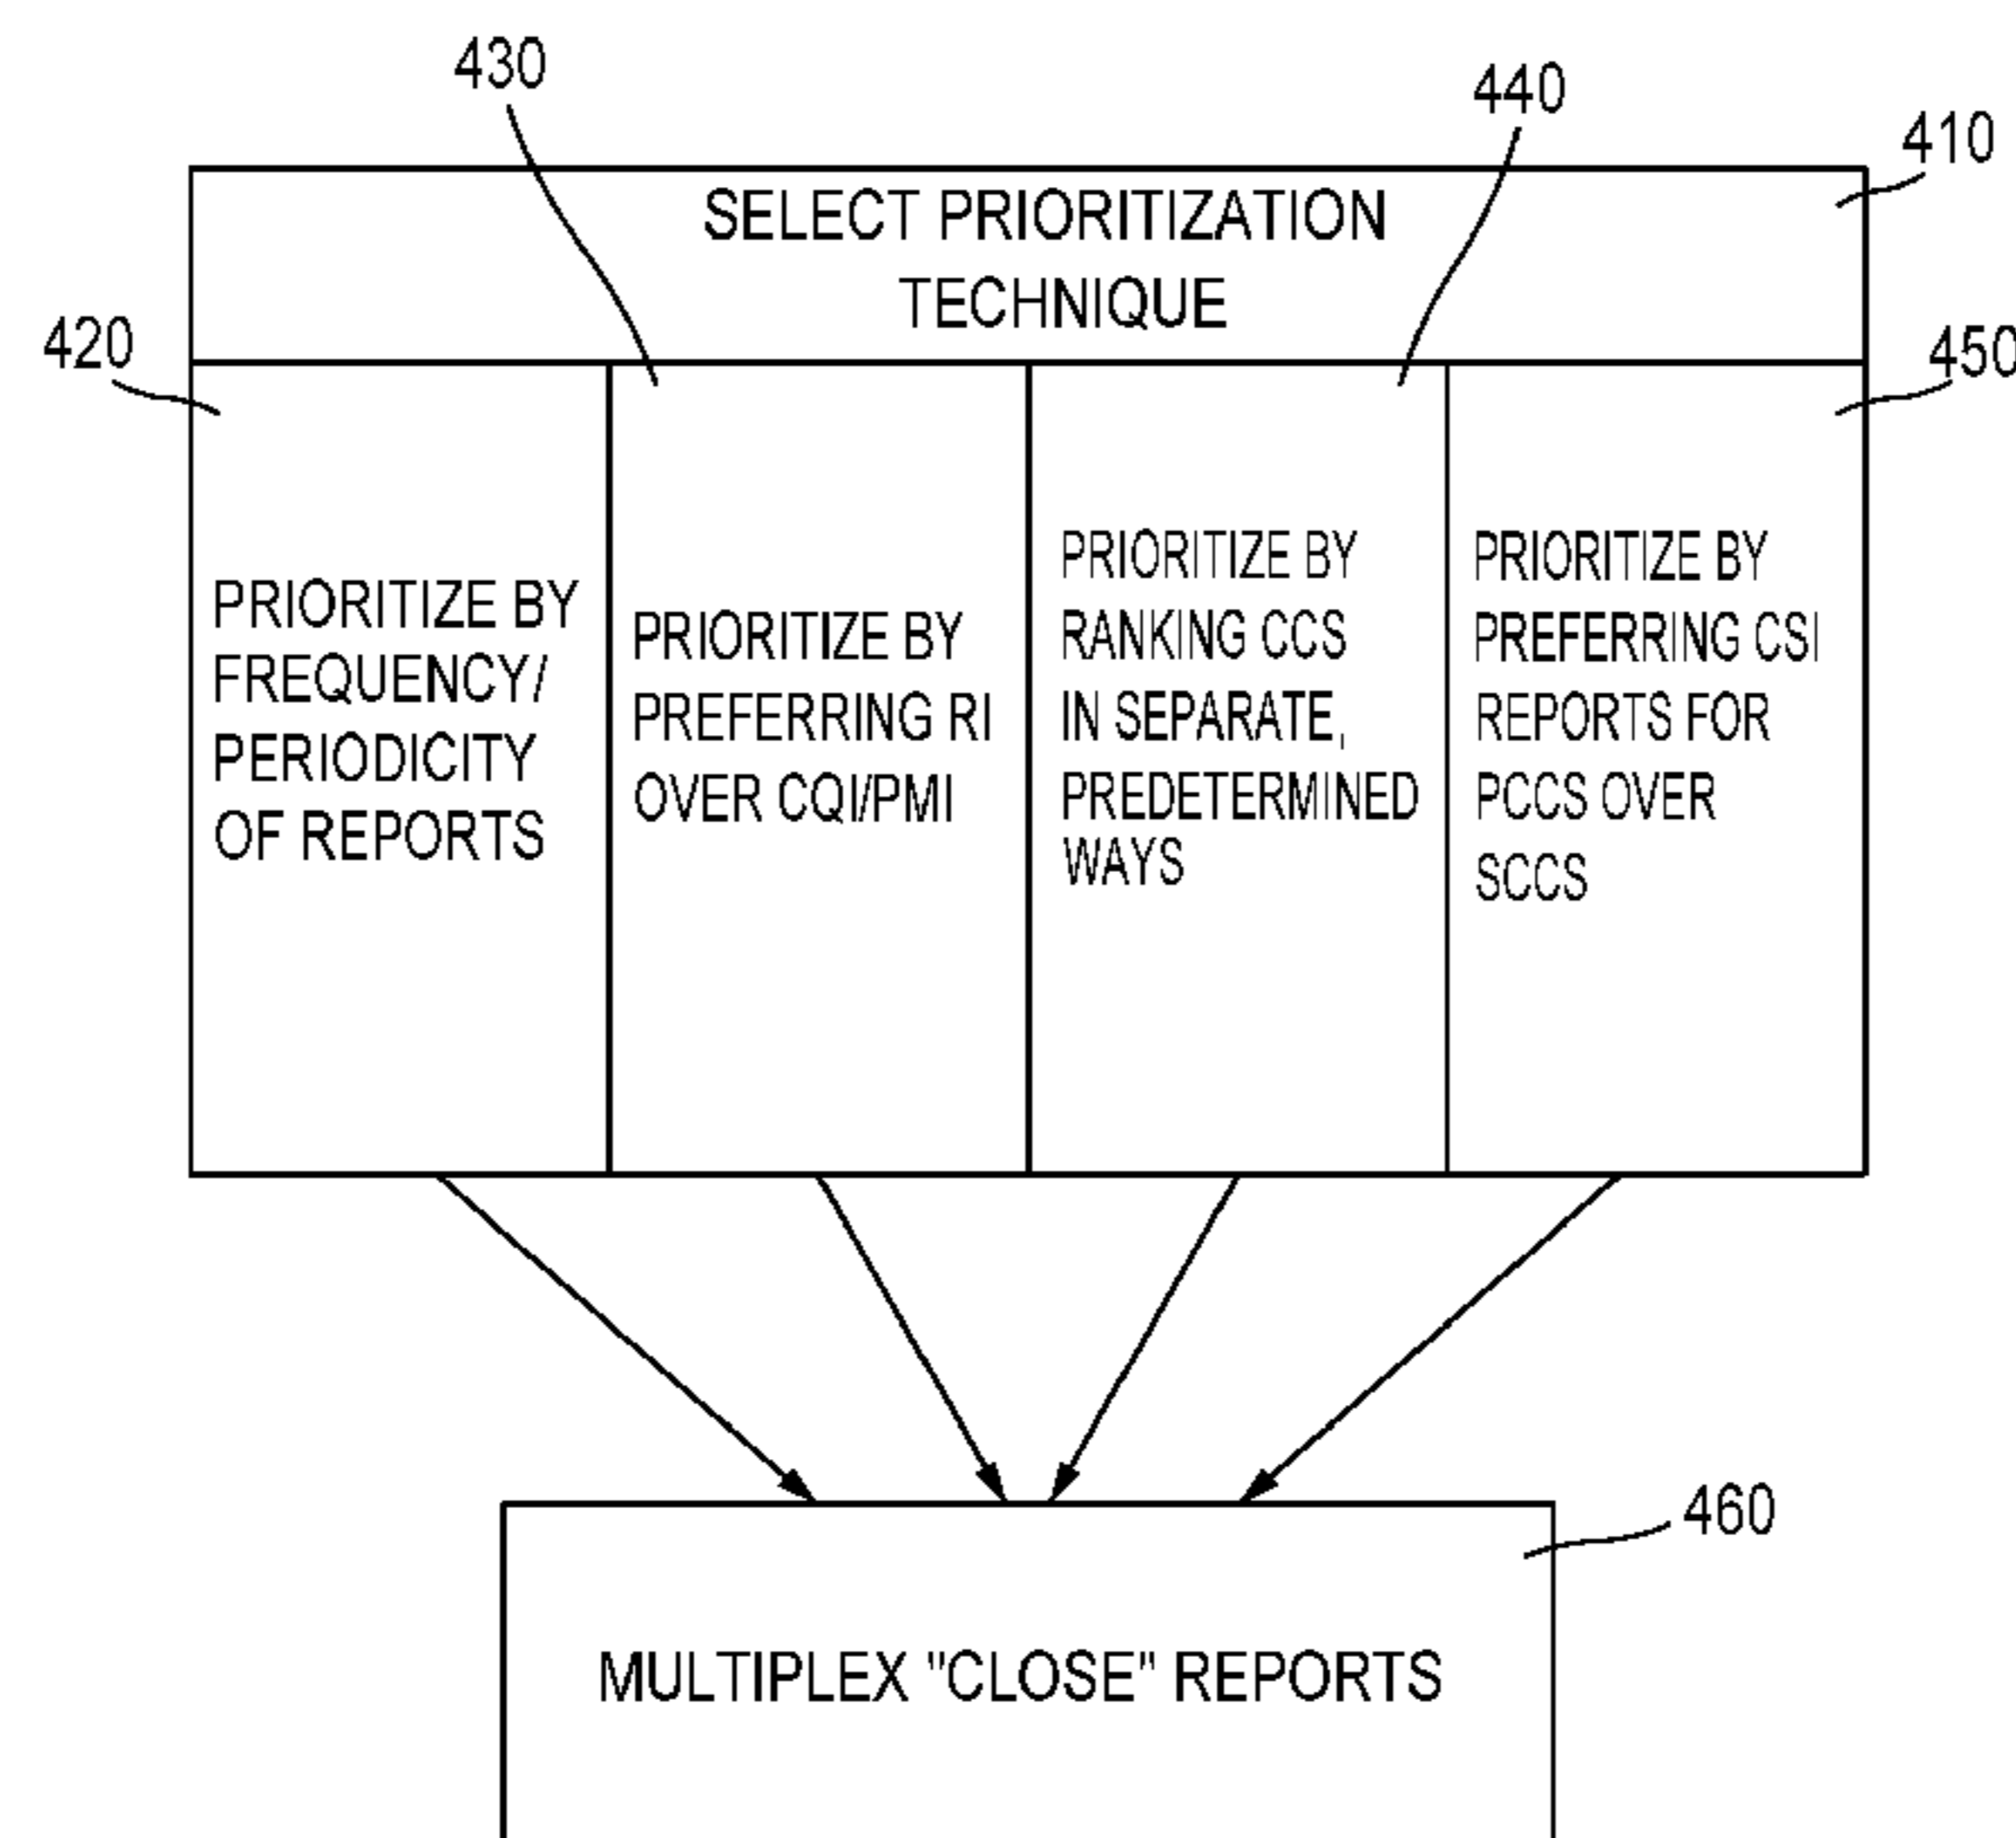 430
440
410
SELECT PRIORITIZATION
TECHNIQUE
420
450
PRIORITIZE BY
FREQUENCY/
PERIODICITY
OF REPORTS
PRIORITIZE BY
PREFERRING RI
OVER CQI/PMI
PRIORITIZE BY
RANKING CCS
IN SEPARATE,
PREDETERMINED
WAYS
PRIORITIZE BY
PREFERRING CSI
REPORTS FOR
PCCS OVER
SCCS
460
MULTIPLEX "CLOSE" REPORTS